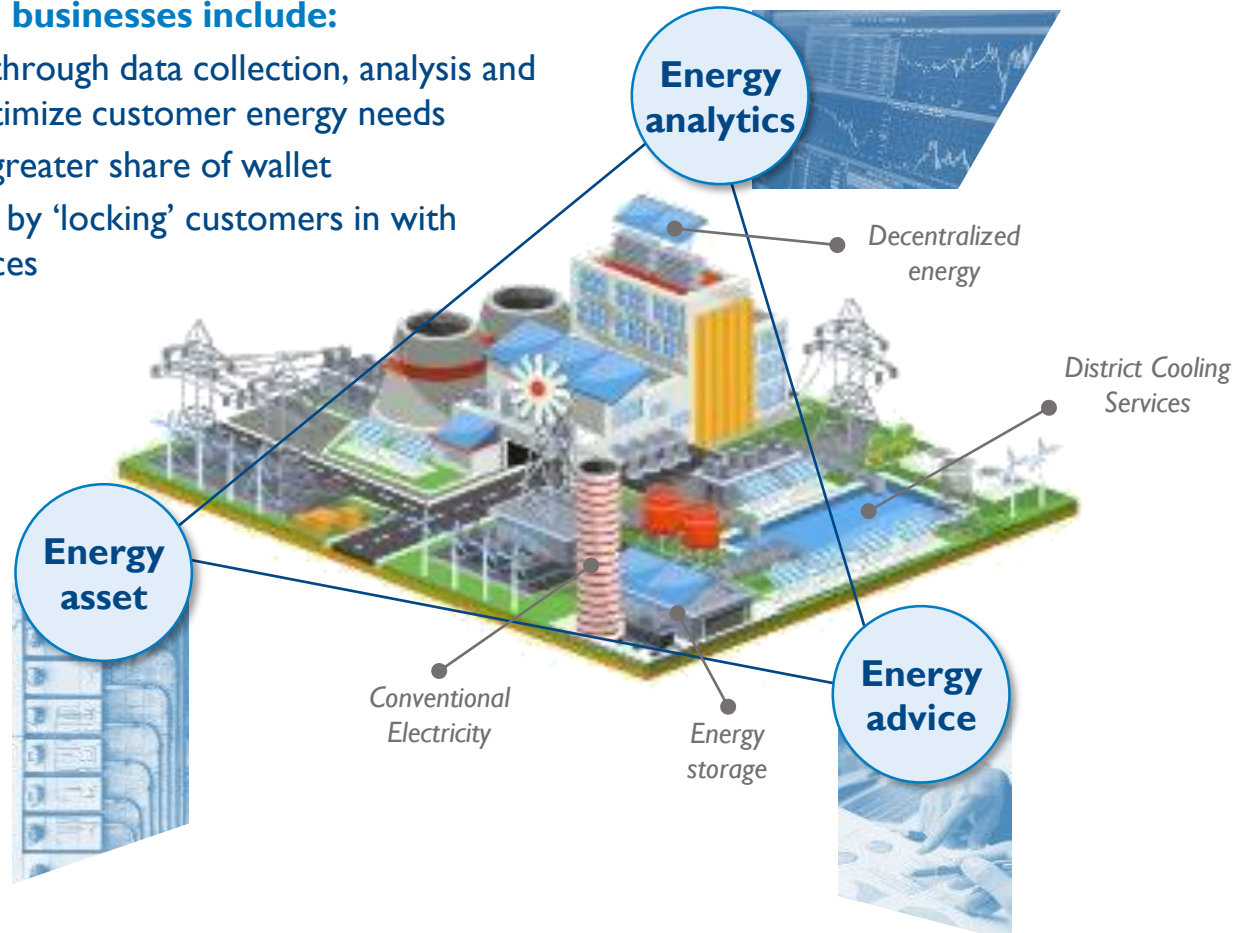 businesses include:
through data collection, analysis and
timize customer energy needs
greater share of wallet
by ‘locking’ customers in with
ces
Energy
analytics
Decentralized
energy
District Cooling
Services
Energy
asset
Conventional
Electricity
Energy
storage
Energy
advice